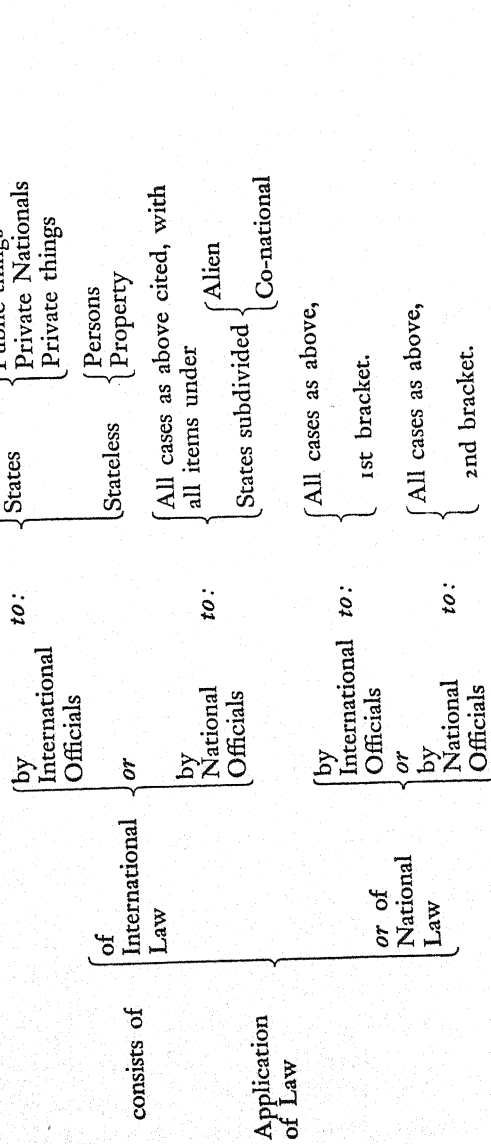 consists of
Application
of Law
of
International
Law
or of
National
Law
by
International
Officials
to:
or
by
National
Officials
to:
by
International
Officials
to:
or
by
National
Officials
to:
States
Private Nationals
Private things
Stateless
Persons
Property
All cases as above cited, with
all items under
States subdivided
Alien
Co-national
All cases as above,
1st bracket.
All cases as above,
2nd bracket.